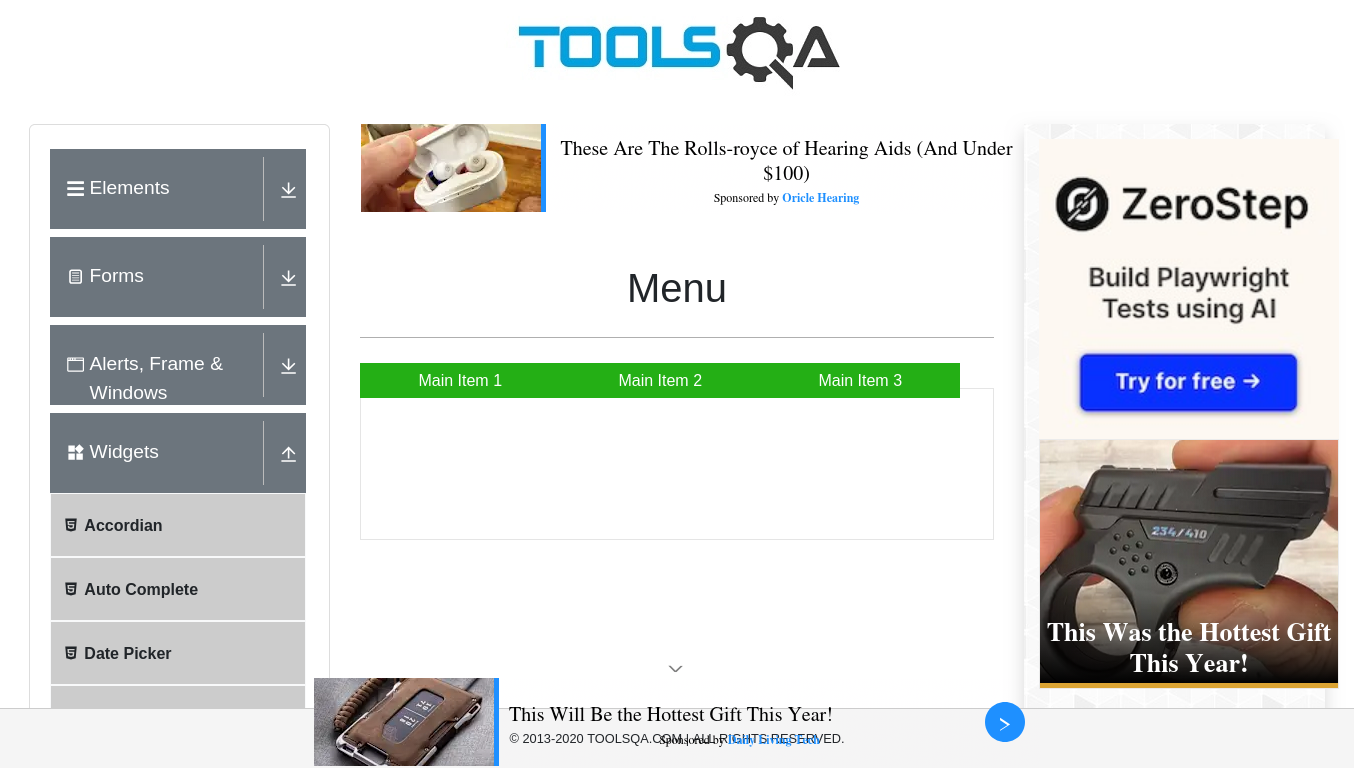 TOOLSQA
Elements
Forms
Alerts, Frame &
Windows
Widgets
Accordian
Auto Complete
Date Picker
These Are The Rolls-royce of Hearing Aids (And Under
$100)
Sponsored by Oricle Hearing
Menu
Main Item 1
Main Item 2
Main Item 3
ZeroStep
Build Playwright
Tests using AI
Try for free →
234/410
This Was the Hottest Gift
This Year!
This Will Be the Hottest Gift This Year!
© 2013-2020 TOOLSQA.COM | ALL RIGHTS RESERVED.
Sponsored by